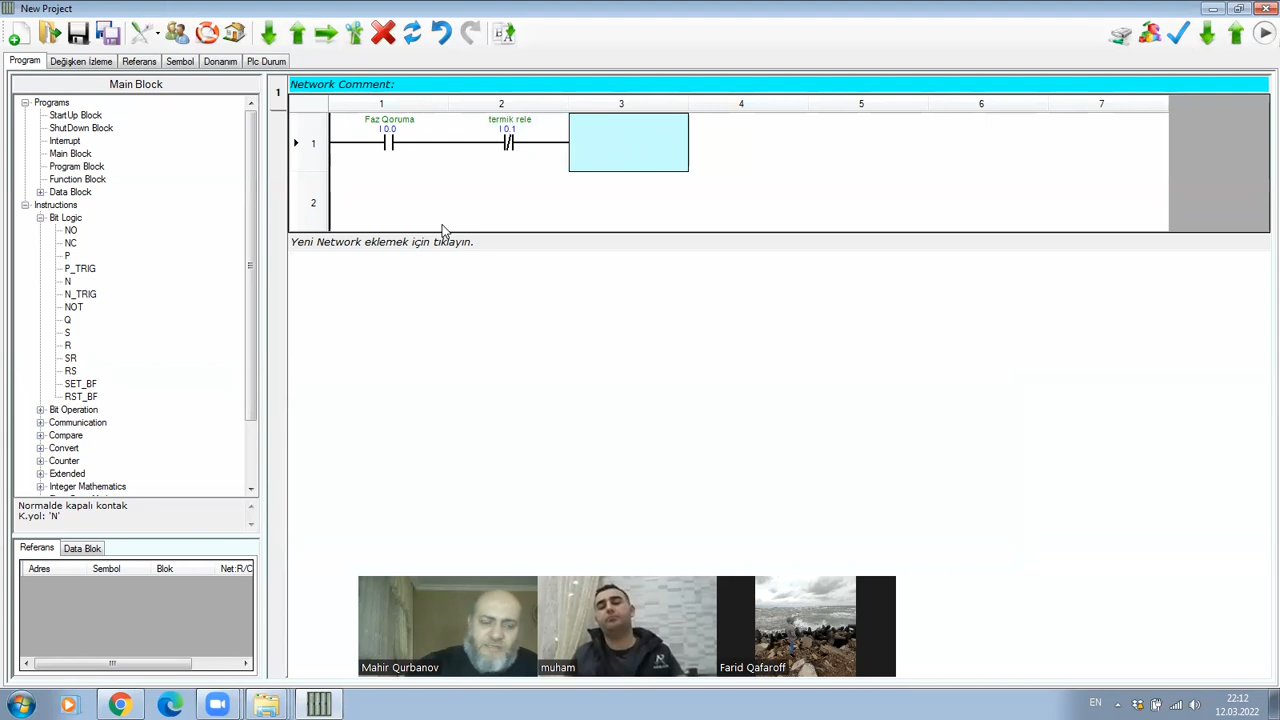 New Project
Program
Değişken İzleme
Referans
Sembol
Donanım
Plc Durum
Main Block
Programs
StartUp Block
ShutDown Block
Interrupt
Main Block
Program Block
Function Block
Data Block
Instructions
Bit Logic
NO
NC
P
P_TRIG
N
N_TRIG
NOT
Q
S
R
SR
RS
SET_BF
RST_BF
Bit Operation
Communication
Compare
Convert
Counter
Extended
Integer Mathematics
Normalde kapalı kontak
K.yol: 'N'
Referans
Data Blok
Adres Sembol Blok Net:R/C
1
Network Comment:
1 2 3 4 5 6 7
Faz Qoruma
I 0.0
termik rele
I 0.1
1
2
Yeni Network eklemek için tıklayın.
Mahir Qurbanov
muham
Farid Qafaroff
EN
22:12
12.03.2022